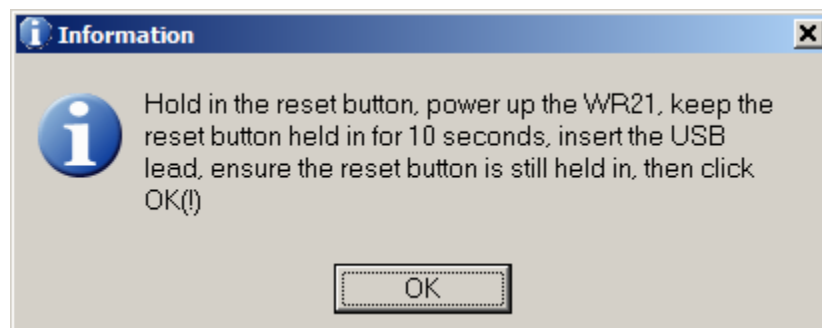 Information
Hold in the reset button, power up the WR21, keep the
reset button held in for 10 seconds, insert the USB
lead, ensure the reset button is still held in, then click
OK(!)
OK